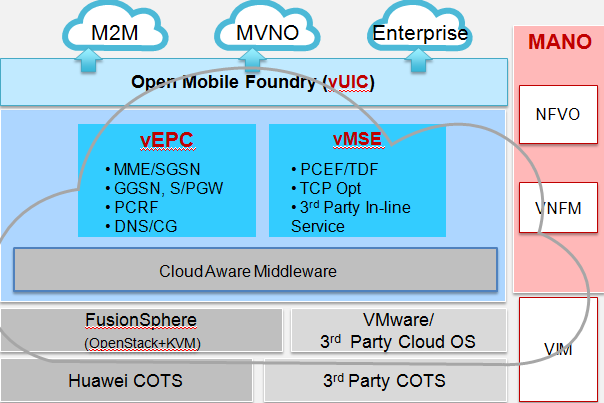 M2M
MVNO
Enterprise
MANO
Open Mobile Foundry (vUIC)
NFVO
vEPC
• MME/SGSN
• GGSN, S/PGW
• PCRF
• DNS/CG
vMSE
• PCEF/TDF
• TCP Opt
• 3rd Party In-line
Service
VNFM
Cloud Aware Middleware
FusionSphere
(OpenStack+KVM)
VMware/
3rd Party Cloud OS
VIM
Huawei COTS
3rd Party COTS